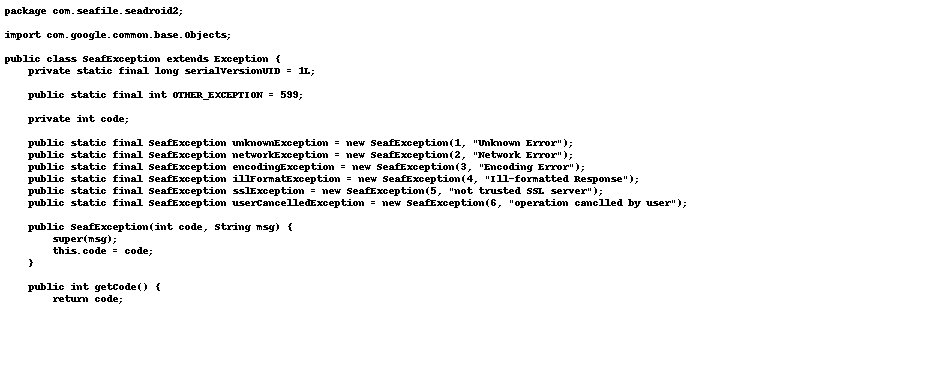 package com.seafile.seadroid2;

import com.google.common.base.Objects;

public class SeafException extends Exception {
    private static final long serialVersionUID = 1L;

    public static final int OTHER_EXCEPTION = 599;

    private int code;

    public static final SeafException unknownException = new SeafException(1, "Unknown Error");
    public static final SeafException networkException = new SeafException(2, "Network Error");
    public static final SeafException encodingException = new SeafException(3, "Encoding Error");
    public static final SeafException illFormatException = new SeafException(4, "Ill-formatted Response");
    public static final SeafException sslException = new SeafException(5, "not trusted SSL server");
    public static final SeafException userCancelledException = new SeafException(6, "operation canclled by user");

    public SeafException(int code, String msg) {
        super(msg);
        this.code = code;
    }

    public int getCode() {
        return code;